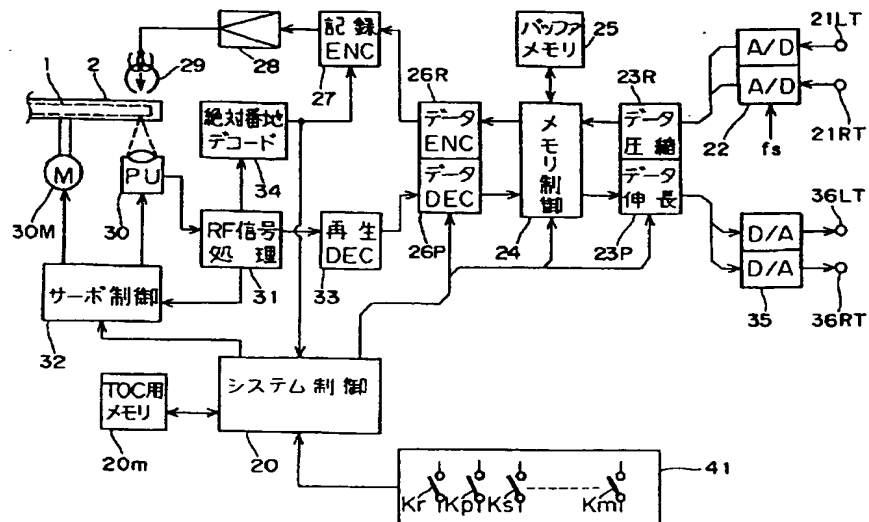 21LT
A/D
A/D
22
fs
21RT
バッファ
メモリ
25
記録
ENC
27
28
29
1
2
絶対番地
デコード
34
26R
データ
ENC
データ
DEC
26P
メモリ制御
24
23R
データ
圧縮
データ
伸長
23P
M
30M
PU
30
RF信号
処理
31
再生
DEC
33
36LT
D/A
D/A
35
36RT
サーボ制御
32
TOC用
メモリ
20m
システム制御
20
41
Kr
Kp
Ks
Km